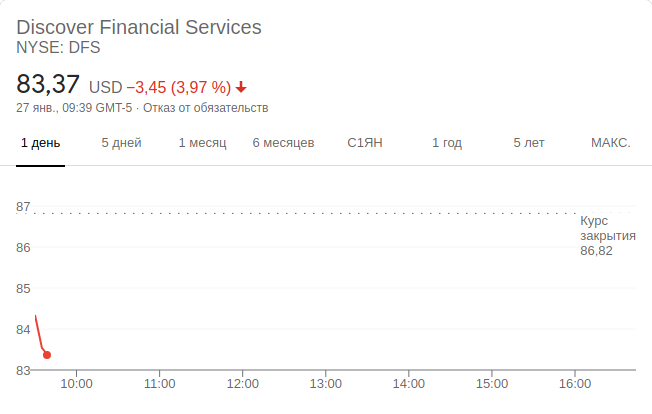 Discover Financial Services
NYSE: DFS
83,37 USD −3,45 (3,97 %)
27 янв., 09:39 GMT-5 · Отказ от обязательств
1 день 5 дней 1 месяц 6 месяцев С1ЯН 1 год 5 лет МАКС.
87
Курс
закрытия
86,82
86
85
84
83
10:00 11:00 12:00 13:00 14:00 15:00 16:00